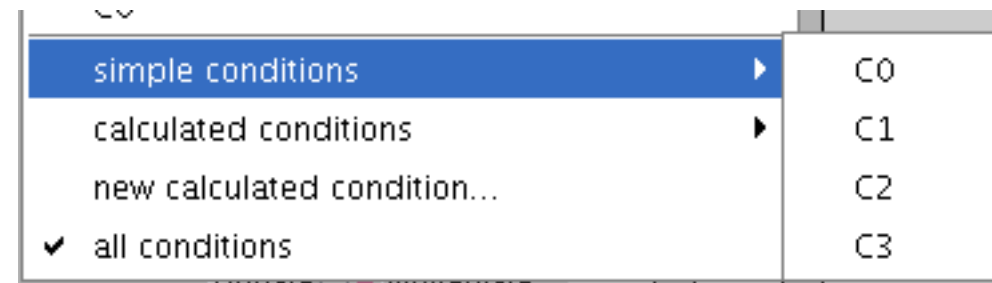 simple conditions
calculated conditions
new calculated condition...
all conditions
C0
C1
C2
C3